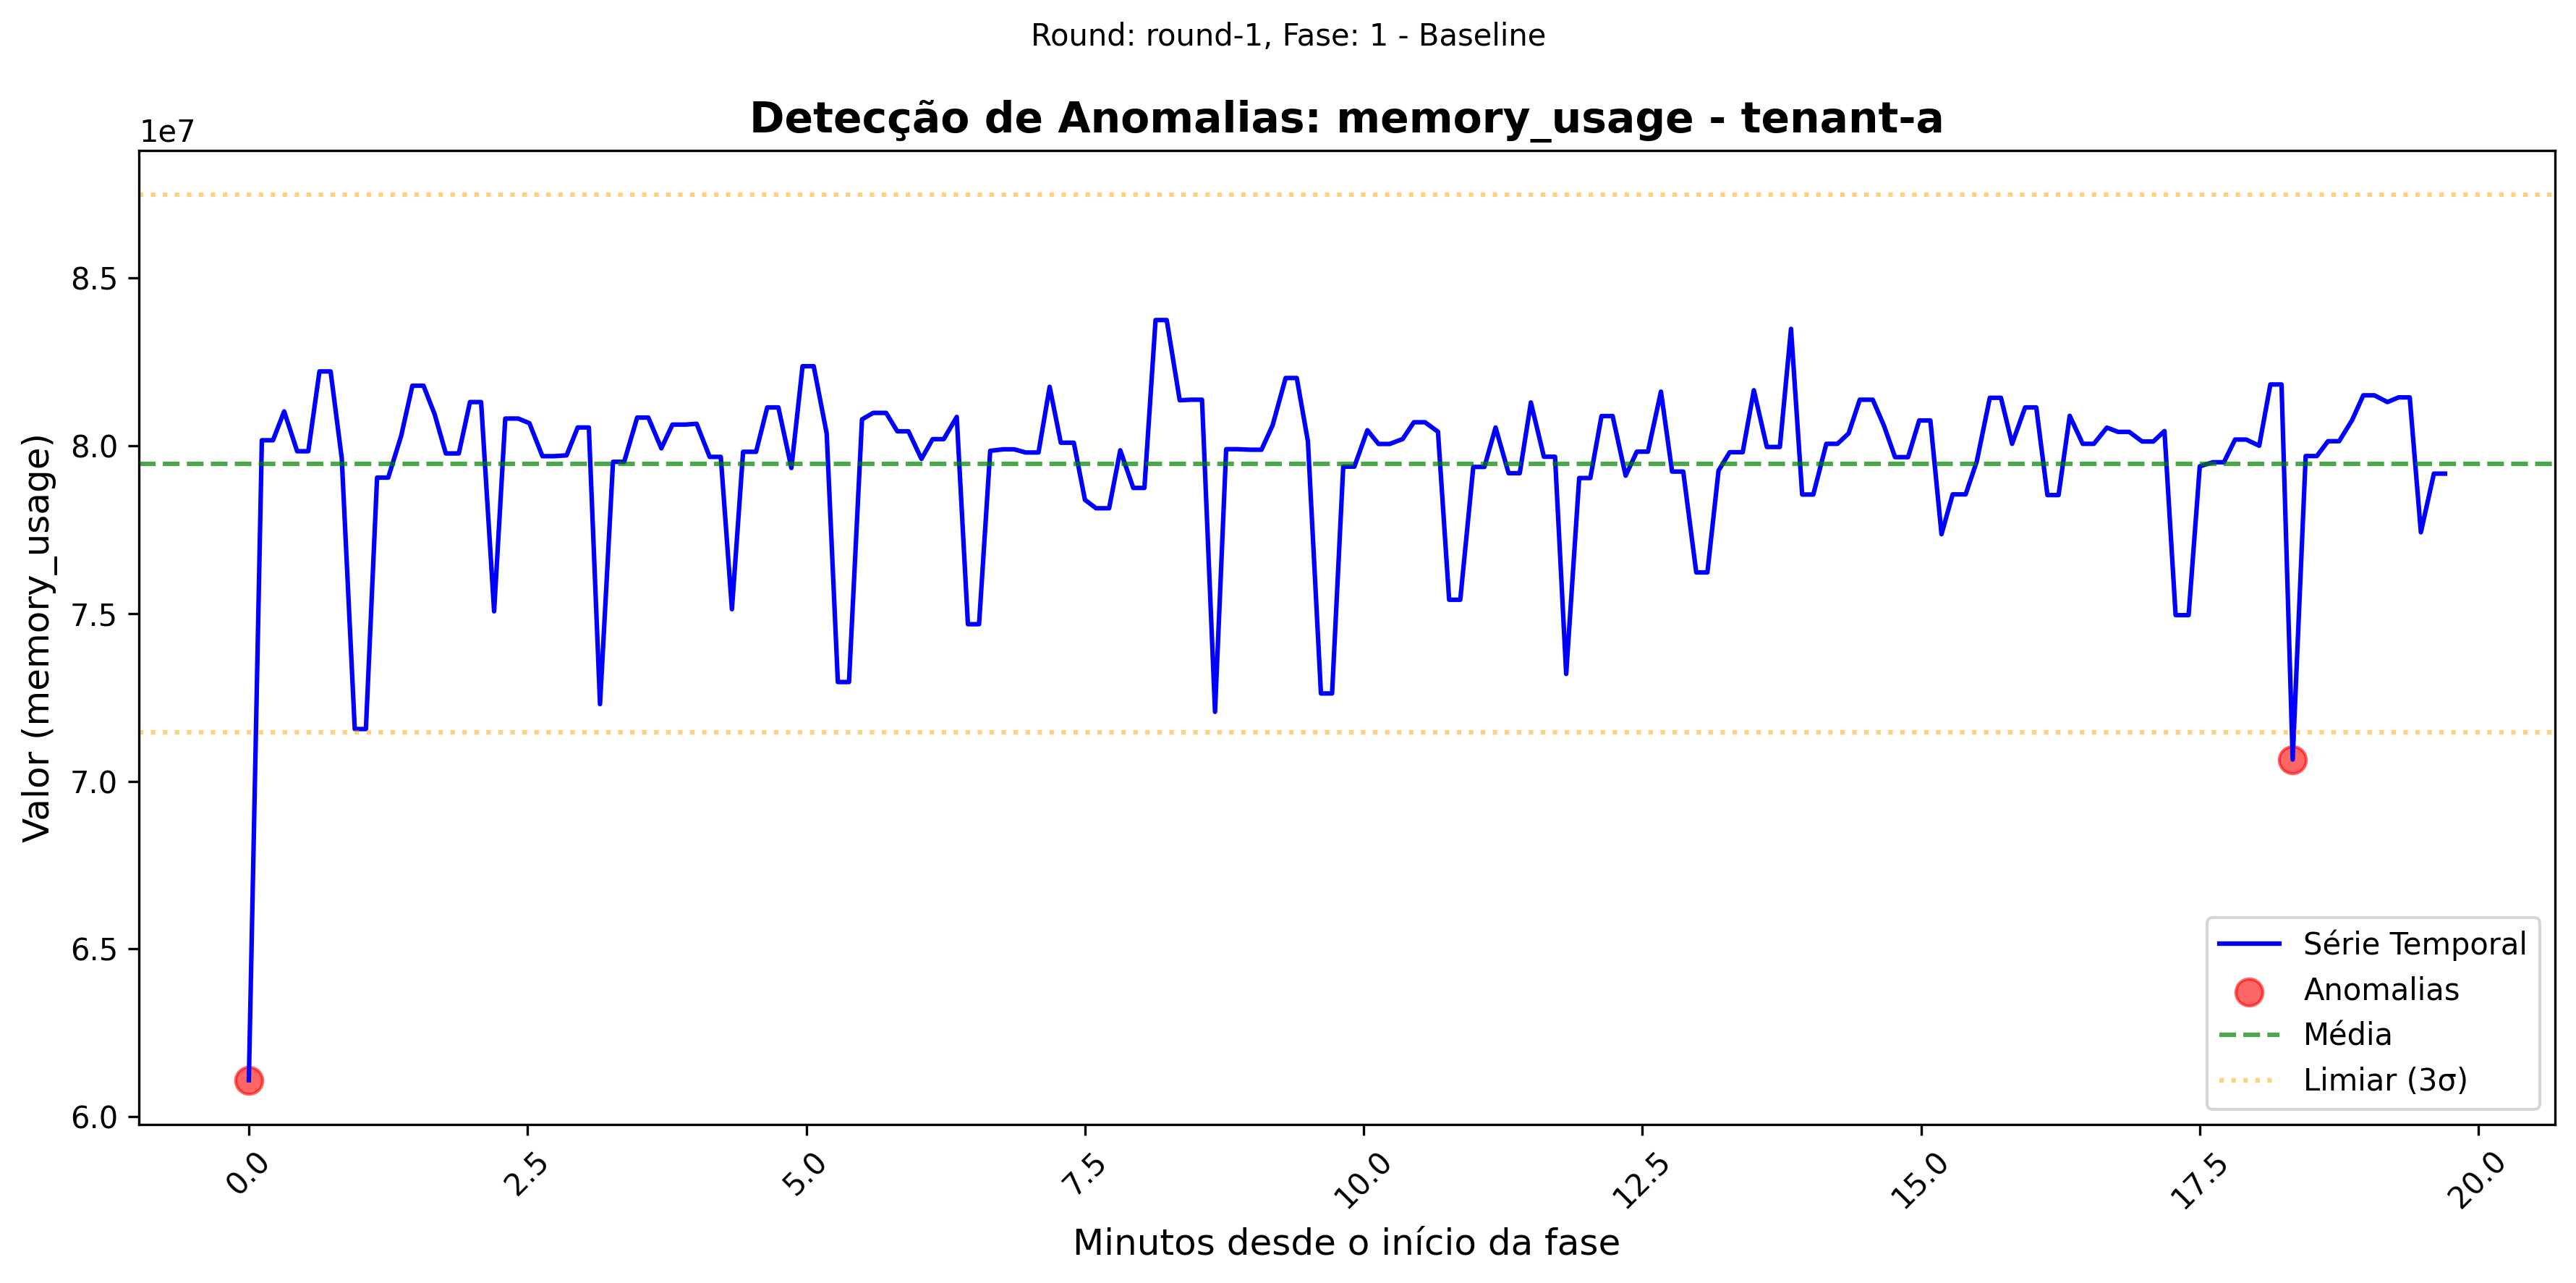 Round: round-1, Fase: 1 - Baseline
Detecção de Anomalias: memory_usage - tenant-a
1e7
8.5
8.0
7.5
7.0
6.5
6.0
Valor (memory_usage)
Série Temporal
Anomalias
Média
Limiar (3σ)
0.0
2.5
5.0
7.5
10.0
12.5
15.0
17.5
20.0
Minutos desde o início da fase